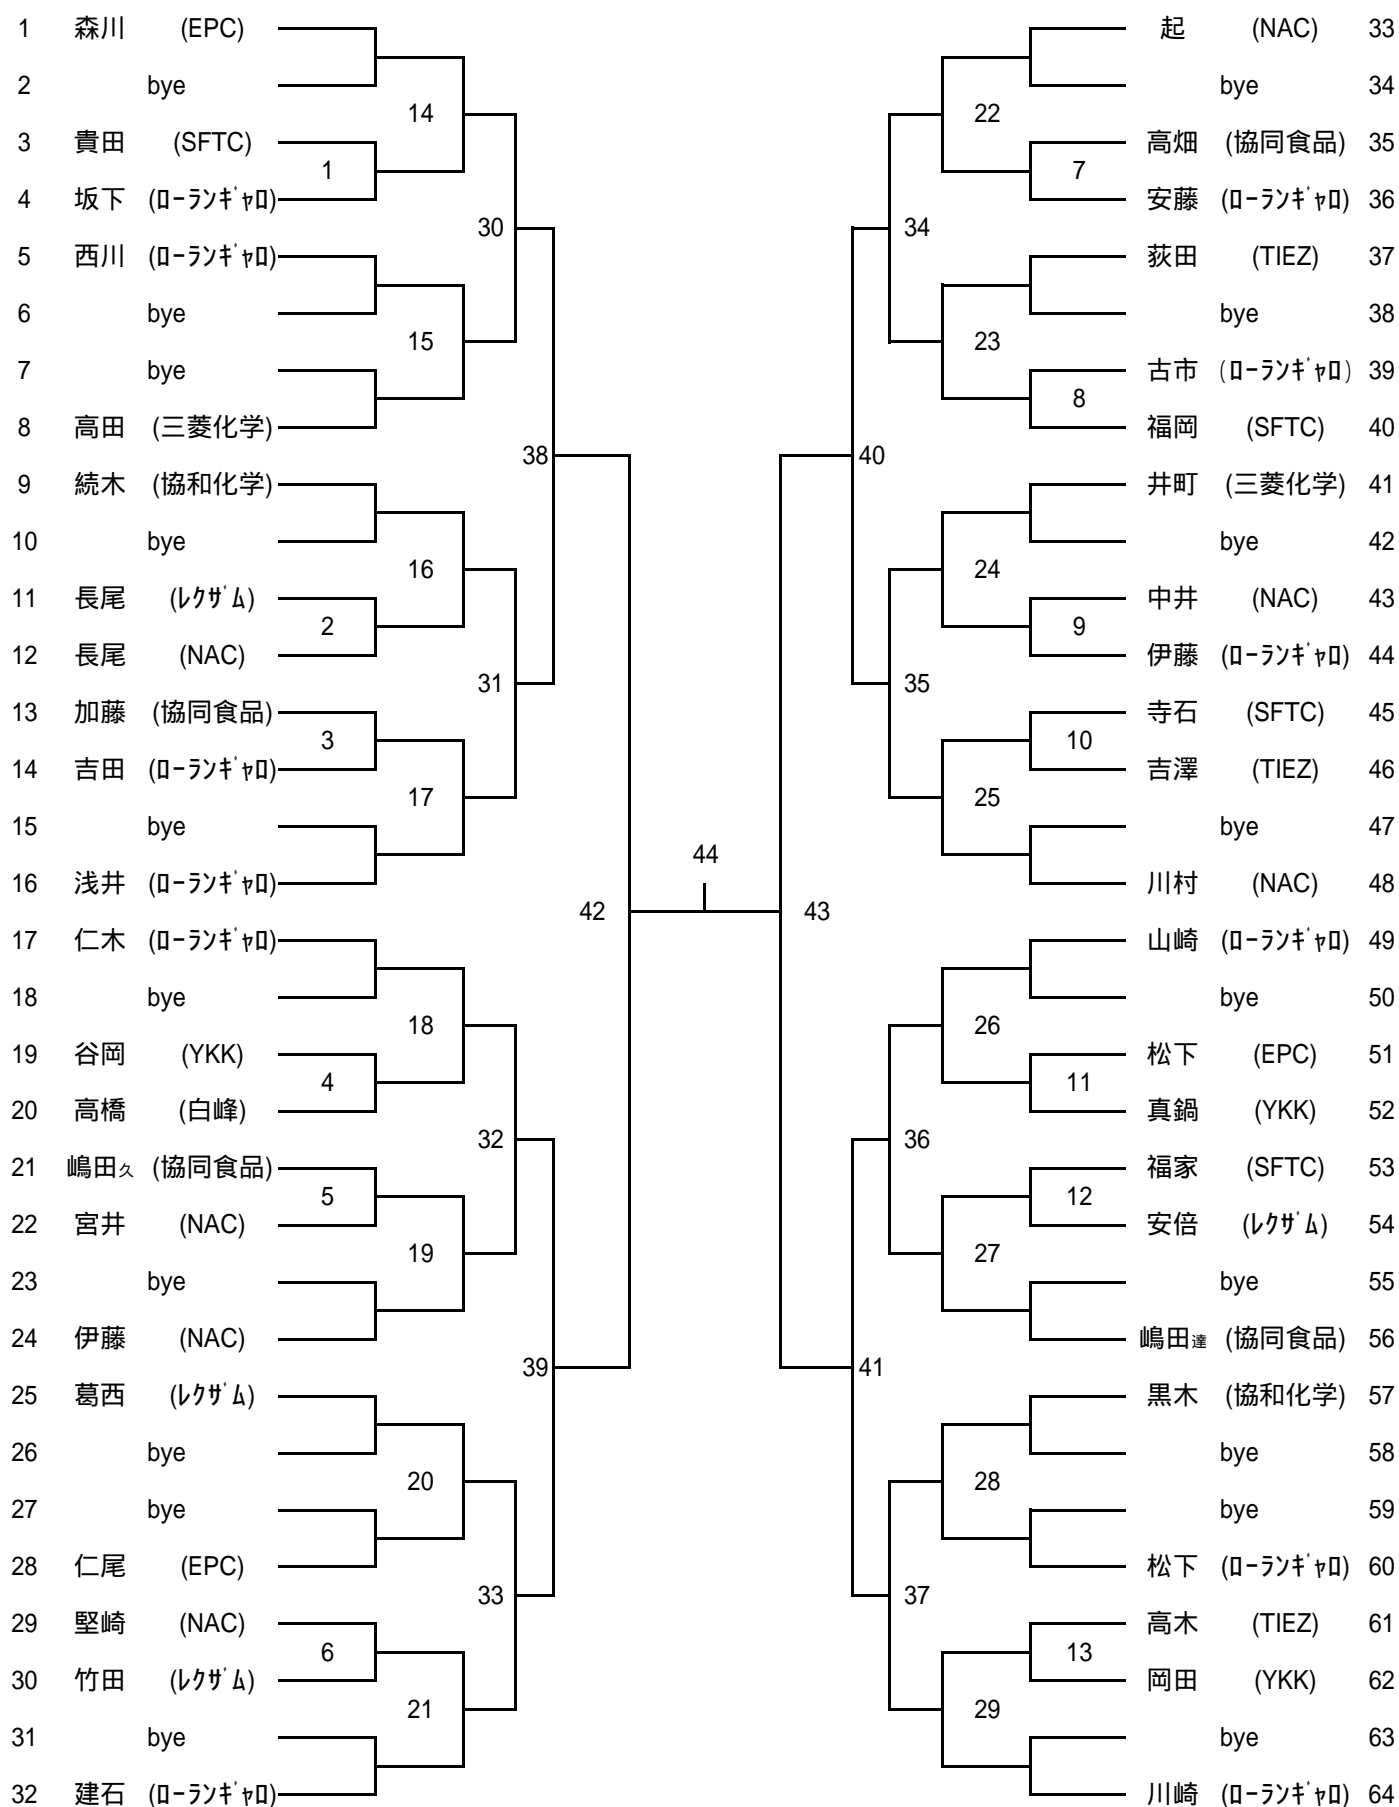 1 森川 (EPC) 起 (NAC) 33
2 bye bye 34
14 22
3 貴田 (SFTC) 高畑 (協同食品) 35
1 7
4 坂下 (ﾛｰﾗﾝｷﾞｬﾛ) 安藤 (ﾛｰﾗﾝｷﾞｬﾛ) 36
30 34
5 西川 (ﾛｰﾗﾝｷﾞｬﾛ) 荻田 (TIEZ) 37
6 bye bye 38
15 23
7 bye 古市 (ﾛｰﾗﾝｷﾞｬﾛ) 39
8
8 高田 (三菱化学) 福岡 (SFTC) 40
38 40
9 続木 (協和化学) 井町 (三菱化学) 41
10 bye bye 42
16 24
11 長尾 (ﾚｸｻﾞﾑ) 中井 (NAC) 43
2 9
12 長尾 (NAC) 伊藤 (ﾛｰﾗﾝｷﾞｬﾛ) 44
31 35
13 加藤 (協同食品) 寺石 (SFTC) 45
3 10
14 吉田 (ﾛｰﾗﾝｷﾞｬﾛ) 吉澤 (TIEZ) 46
17 25
15 bye bye 47
44
16 浅井 (ﾛｰﾗﾝｷﾞｬﾛ) 川村 (NAC) 48
42 43
17 仁木 (ﾛｰﾗﾝｷﾞｬﾛ) 山崎 (ﾛｰﾗﾝｷﾞｬﾛ) 49
18 bye bye 50
18 26
19 谷岡 (YKK) 松下 (EPC) 51
4 11
20 高橋 (白峰) 真鍋 (YKK) 52
32 36
21 嶋田久 (協同食品) 福家 (SFTC) 53
5 12
22 宮井 (NAC) 安倍 (ﾚｸｻﾞﾑ) 54
19 27
23 bye bye 55
24 伊藤 (NAC) 嶋田達 (協同食品) 56
39 41
25 葛西 (ﾚｸｻﾞﾑ) 黒木 (協和化学) 57
26 bye bye 58
20 28
27 bye bye 59
28 仁尾 (EPC) 松下 (ﾛｰﾗﾝｷﾞｬﾛ) 60
33 37
29 堅崎 (NAC) 高木 (TIEZ) 61
6 13
30 竹田 (ﾚｸｻﾞﾑ) 岡田 (YKK) 62
21 29
31 bye bye 63
32 建石 (ﾛｰﾗﾝｷﾞｬﾛ) 川崎 (ﾛｰﾗﾝｷﾞｬﾛ) 64